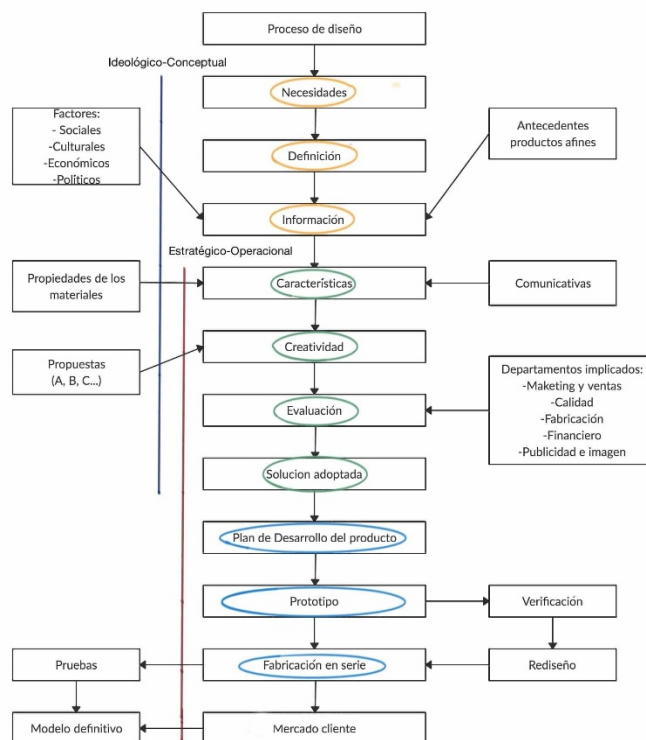 Proceso de diseño
Ideológico-Conceptual
Necesidades
Factores:
- Sociales
-Culturales
-Económicos
-Políticos
Antecedentes
productos afines
Definición
Información
Estratégico-Operacional
Propiedades de los
materiales
Características
Comunicativas
Creatividad
Propuestas
(A, B, C...)
Departamentos implicados:
-Maketing y ventas
-Calidad
-Fabricación
-Financiero
-Publicidad e imagen
Evaluación
Solucion adoptada
Plan de Desarrollo del producto
Prototipo
Verificación
Pruebas
Fabricación en serie
Rediseño
Modelo definitivo
Mercado cliente